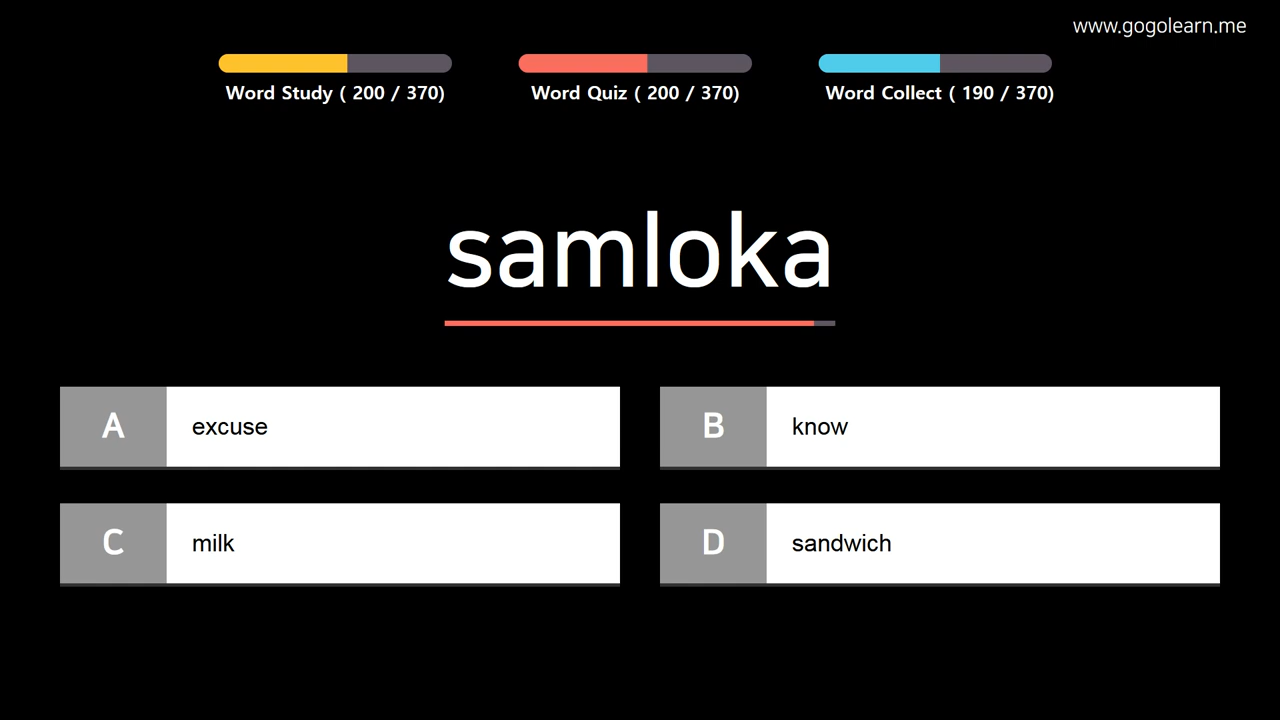 www.gogolearn.me
Word Study ( 200 / 370)
Word Quiz ( 200 / 370)
Word Collect ( 190 / 370)
samloka
A excuse
B know
C milk
D sandwich